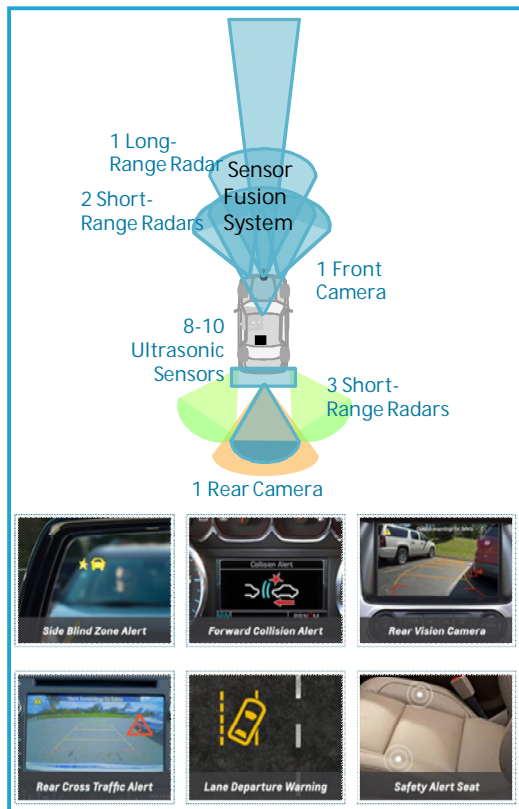 1 Long-
Range Radar
Sensor
Fusion
System
2 Short-
Range Radars
1 Front
Camera
8-10
Ultrasonic
Sensors
3 Short-
Range Radars
1 Rear Camera
Side Blind Zone Alert
Collision Alert
Forward Collision Alert
Rear Vision Camera
Rear Cross Traffic Alert
Lane Departure Warning
Safety Alert Seat